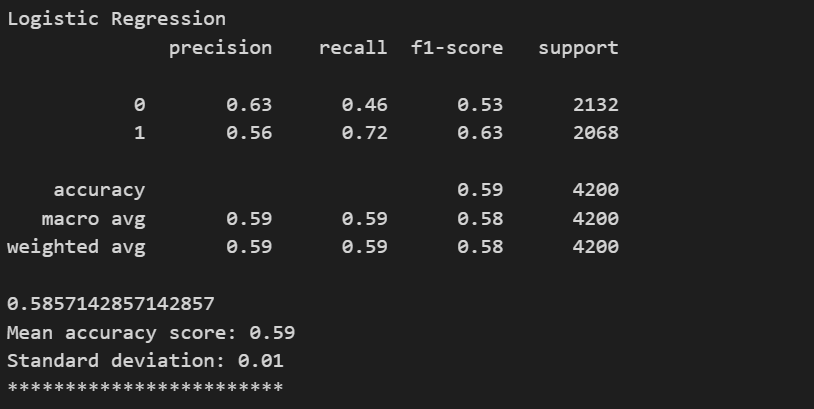 Logistic Regression
precision recall f1-score support
0 0.63 0.46 0.53 2132
1 0.56 0.72 0.63 2068
accuracy 0.59 4200
macro avg 0.59 0.59 0.58 4200
weighted avg 0.59 0.59 0.58 4200
0.5857142857142857
Mean accuracy score: 0.59
Standard deviation: 0.01
************************